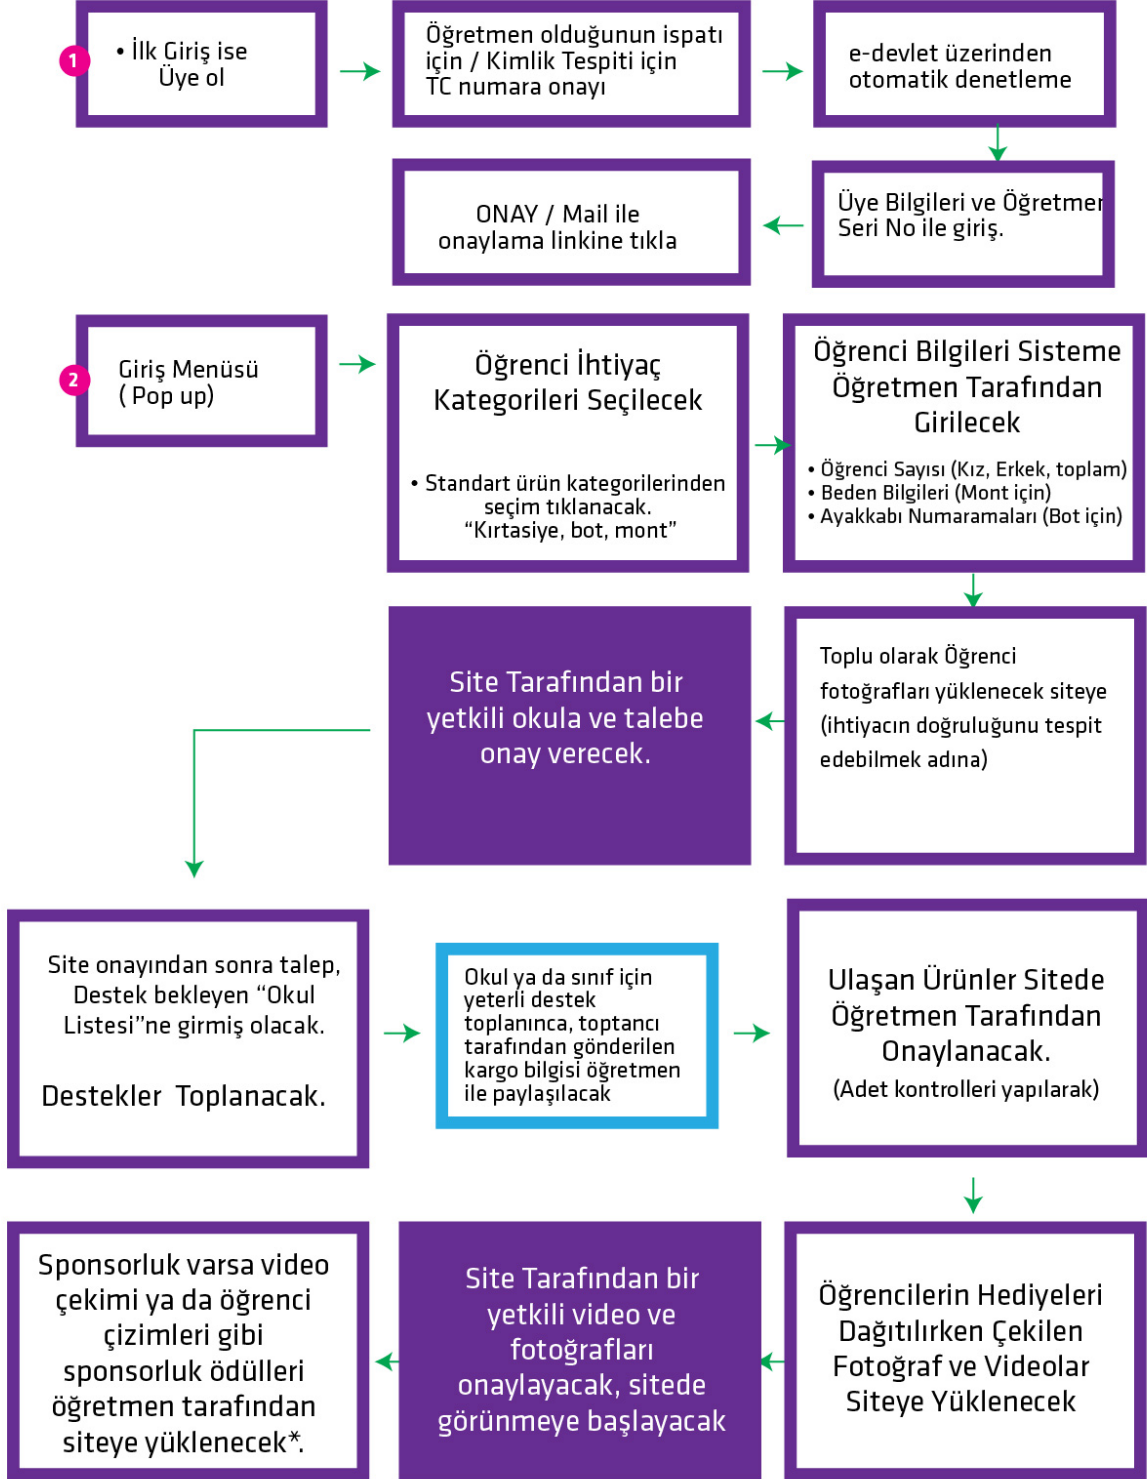 1
• İlk Giriş ise
Üye ol
Öğretmen olduğunun ispatı
için / Kimlik Tespiti için
TC numara onayı
e-devlet üzerinden
otomatik denetleme
Üye Bilgileri ve Öğretmen
Seri No ile giriş.
ONAY / Mail ile
onaylama linkine tıkla
2
Giriş Menüsü
( Pop up)
Öğrenci İhtiyaç
Kategorileri Seçilecek
• Standart ürün kategorilerinden
seçim tıklanacak.
“Kırtasiye, bot, mont”
Öğrenci Bilgileri Sisteme
Öğretmen Tarafından
Girilecek
• Öğrenci Sayısı (Kız, Erkek, toplam)
• Beden Bilgileri (Mont için)
• Ayakkabı Numaramaları (Bot için)
Toplu olarak Öğrenci
fotoğrafları yüklenecek siteye
(ihtiyacın doğruluğunu tespit
edebilmek adına)
Site Tarafından bir
yetkili okula ve talebe
onay verecek.
Site onayından sonra talep,
Destek bekleyen “Okul
Listesi”ne girmiş olacak.
Destekler Toplanacak.
Okul ya da sınıf için
yeterli destek
toplanınca, toptancı
tarafından gönderilen
kargo bilgisi öğretmen
ile paylaşılacak
Ulaşan Ürünler Sitede
Öğretmen Tarafından
Onaylanacak.
(Adet kontrolleri yapılarak)
Öğrencilerin Hediyeleri
Dağıtılırken Çekilen
Fotoğraf ve Videolar
Siteye Yüklenecek
Site Tarafından bir
yetkili video ve
fotoğrafları
onaylayacak, sitede
görünmeye başlayacak
Sponsorluk varsa video
çekimi ya da öğrenci
çizimleri gibi
sponsorluk ödülleri
öğretmen tarafından
siteye yüklenecek*.